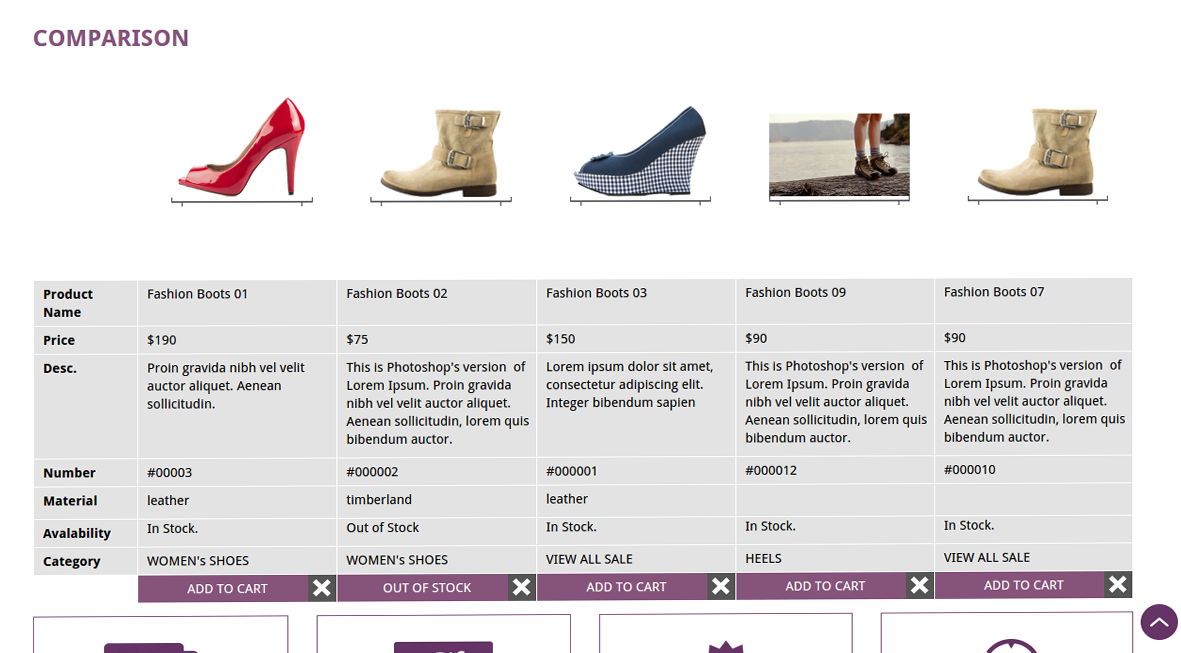 COMPARISON
Product Name
Fashion Boots 01
Fashion Boots 02
Fashion Boots 03
Fashion Boots 09
Fashion Boots 07
Price
$190
$75
$150
$90
$90
Desc.
Proin gravida nibh vel velit
auctor aliquet. Aenean
sollicitudin.
This is Photoshop's version of
Lorem Ipsum. Proin gravida
nibh vel velit auctor aliquet.
Aenean sollicitudin, lorem quis
bibendum auctor.
Lorem ipsum dolor sit amet,
consectetur adipiscing elit.
Integer bibendum sapien
This is Photoshop's version of
Lorem Ipsum. Proin gravida
nibh vel velit auctor aliquet.
Aenean sollicitudin, lorem quis
bibendum auctor.
This is Photoshop's version of
Lorem Ipsum. Proin gravida
nibh vel velit auctor aliquet.
Aenean sollicitudin, lorem quis
bibendum auctor.
Number
#00003
#000002
#000001
#000012
#000010
Material
leather
timberland
leather
Avalability
In Stock.
Out of Stock
In Stock.
In Stock.
In Stock.
Category
WOMEN's SHOES
WOMEN's SHOES
VIEW ALL SALE
HEELS
VIEW ALL SALE
ADD TO CART
OUT OF STOCK
ADD TO CART
ADD TO CART
ADD TO CART